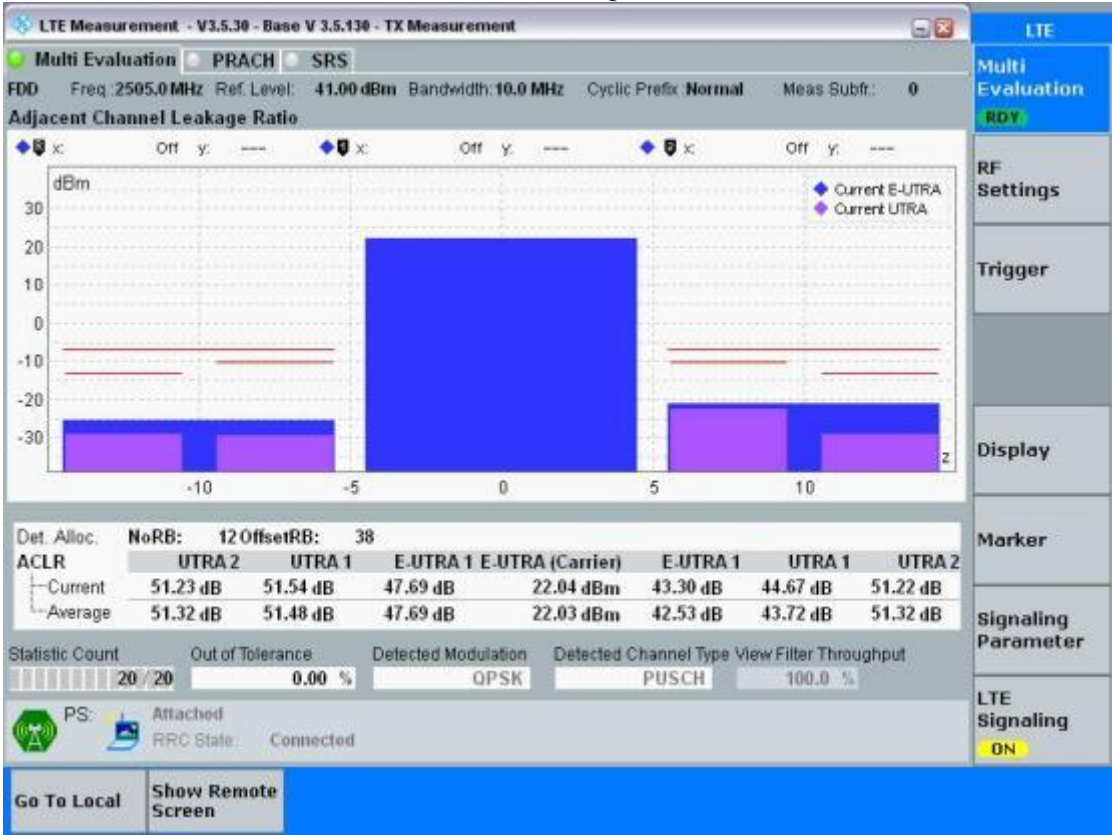 LTE Measurement - V3.5.30 - Base V 3.5.130 - TX Measurement
LTE
Multi Evaluation PRACH SRS
Multi
Evaluation
RDY
FDD Freq.:2505.0 MHz Ref. Level: 41.00 dBm Bandwidth:10.0 MHz Cyclic Prefix:Normal Meas Subfr.: 0
Adjacent Channel Leakage Ratio
x: Off y: --- x: Off y: --- x: Off y: ---
dBm
Current E-UTRA
Current UTRA
30
20
10
0
-10
-20
-30
z
-10 -5 0 5 10
RF
Settings
Trigger
Display
Marker
Signaling
Parameter
LTE
Signaling
ON
Det. Alloc. NoRB: 12 OffsetRB: 38
ACLR UTRA 2 UTRA 1 E-UTRA 1 E-UTRA (Carrier) E-UTRA 1 UTRA 1 UTRA 2
Current 51.23 dB 51.54 dB 47.69 dB 22.04 dBm 43.30 dB 44.67 dB 51.22 dB
Average 51.32 dB 51.48 dB 47.69 dB 22.03 dBm 42.53 dB 43.72 dB 51.32 dB
Statistic Count Out of Tolerance Detected Modulation Detected Channel Type View Filter Throughput
20 / 20 0.00 % QPSK PUSCH 100.0 %
PS: Attached
RRC State: Connected
Go To Local
Show Remote
Screen